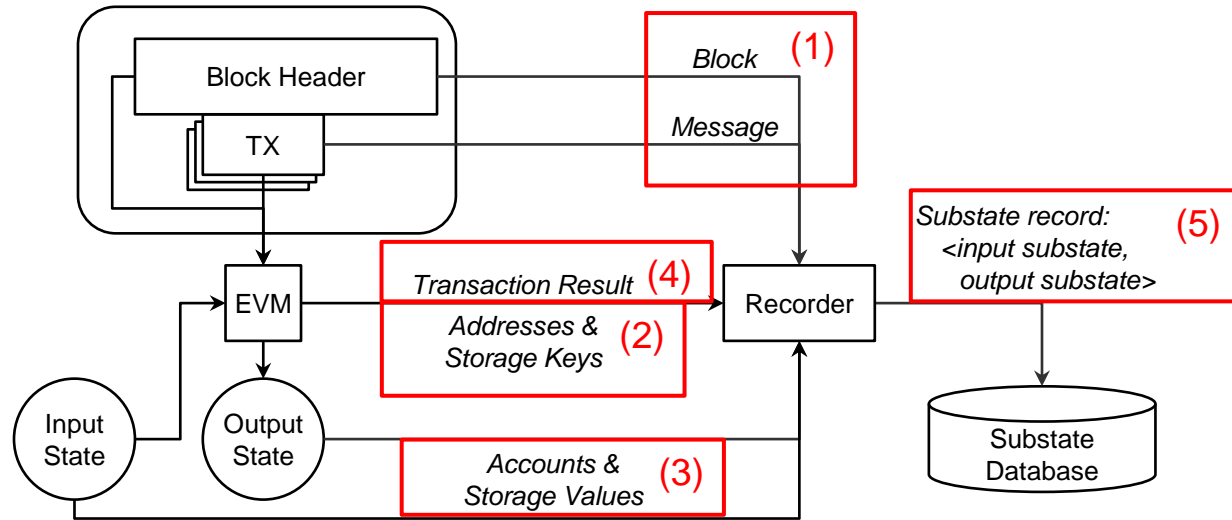 (1)
Block Header
Block
Message
TX
Substate record:
<input substate,
output substate>
(5)
Transaction Result
(4)
EVM
Recorder
Addresses &
Storage Keys
(2)
Input
State
Output
State
Accounts &
Storage Values
(3)
Substate
Database